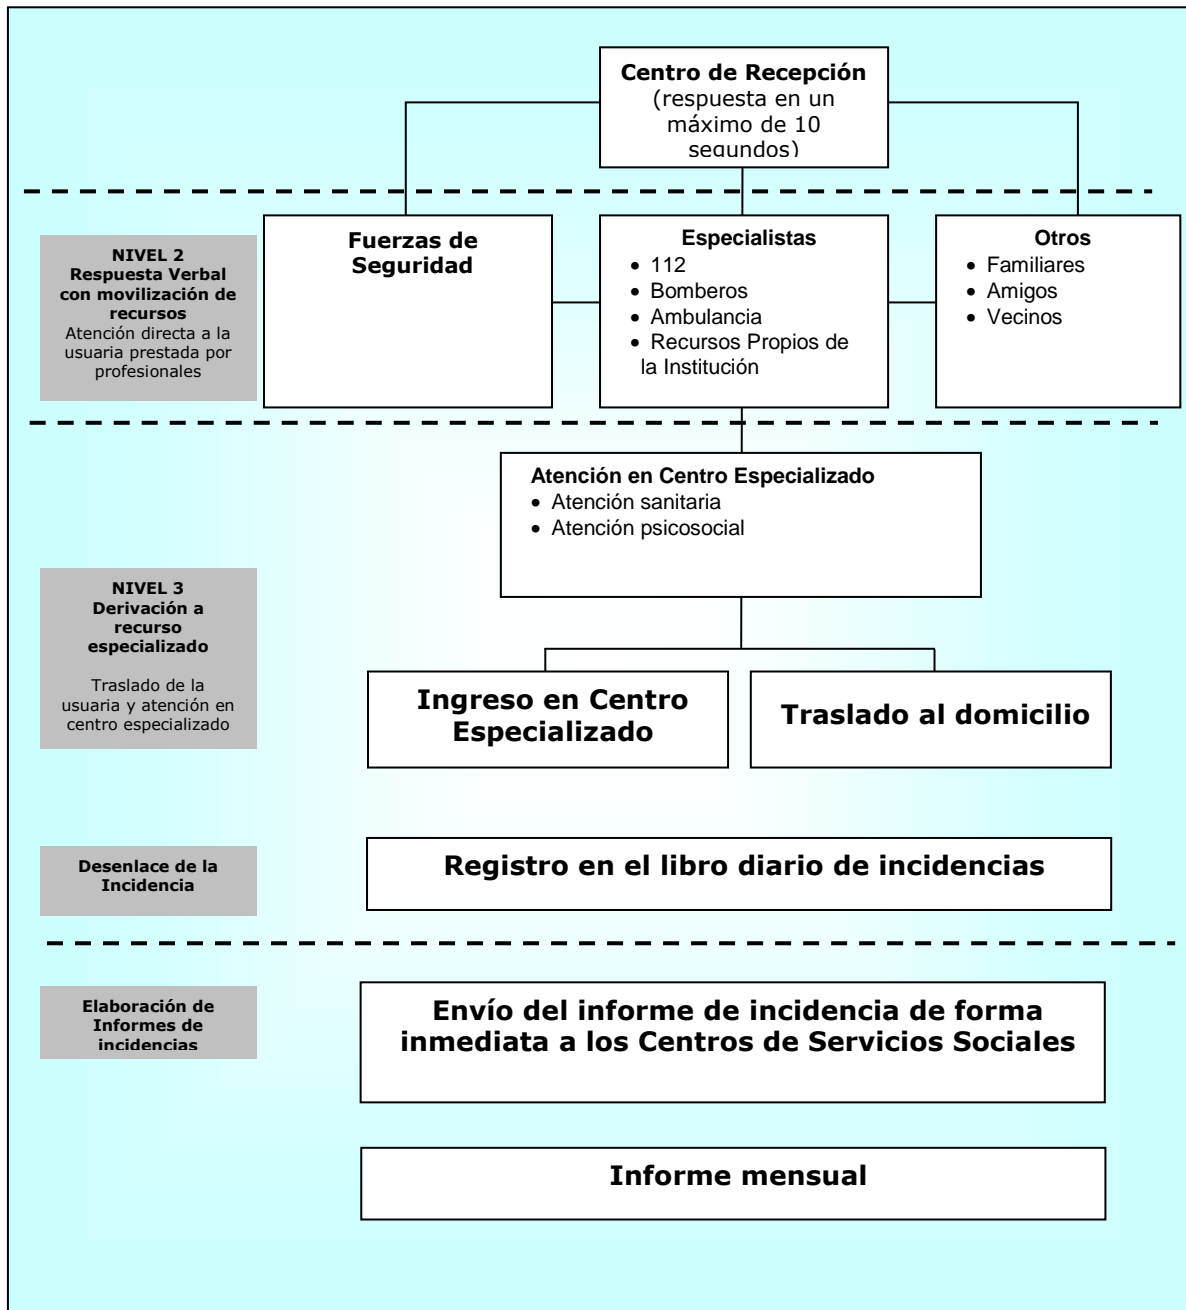 Centro de Recepción
(respuesta en un
máximo de 10
segundos)
NIVEL 2
Respuesta Verbal
con movilización de
recursos
Atención directa a la
usuaria prestada por
profesionales
Fuerzas de
Seguridad
Especialistas
• 112
• Bomberos
• Ambulancia
• Recursos Propios de
la Institución
Otros
• Familiares
• Amigos
• Vecinos
Atención en Centro Especializado
• Atención sanitaria
• Atención psicosocial
NIVEL 3
Derivación a
recurso
especializado
Traslado de la
usuaria y atención en
centro especializado
Ingreso en Centro
Especializado
Traslado al domicilio
Desenlace de la
Incidencia
Registro en el libro diario de incidencias
Elaboración de
Informes de
incidencias
Envío del informe de incidencia de forma
inmediata a los Centros de Servicios Sociales
Informe mensual